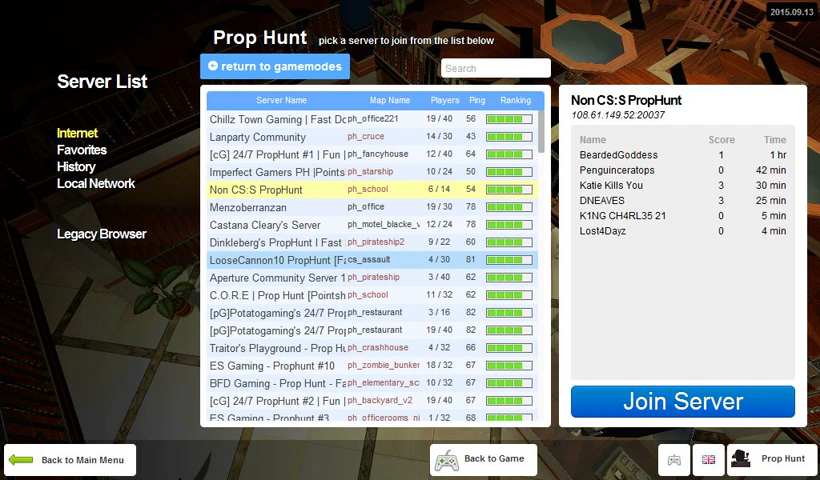 2015.09.13
Prop Hunt pick a server to join from the list below
return to gamemodes
Search
Server List
Internet
Favorites
History
Local Network
Legacy Browser
Server Name Map Name Players Ping Ranking
Chillz Town Gaming | Fast Dc ph_office221 19 / 40 56
Lanparty Community ph_cruce 14 / 30 43
[cG] 24/7 PropHunt #1 | Fun | ph_fancyhouse 12 / 40 64
Imperfect Gamers PH |Points ph_starship 10 / 24 50
Non CS:S PropHunt ph_school 6 / 14 54
Menzoberranzan ph_office 19 / 30 78
Castana Cleary's Server ph_motel_blacke_v 12 / 24 78
Dinkleberg's PropHunt I Fast ph_pirateship2 9 / 22 60
LooseCannon10 PropHunt [Fa cs_assault 4 / 30 81
Aperture Community Server 1 ph_pirateship 3 / 40 62
C.O.R.E | Prop Hunt [Pointsh ph_school 11 / 32 62
[pG]Potatogaming's 24/7 Pro ph_restaurant 3 / 16 82
[pG]Potatogaming's 24/7 Pro ph_restaurant 19 / 40 82
Traitor's Playground - Prop Hu ph_crashhouse 4 / 32 66
ES Gaming - Prophunt #10 ph_zombie_bunker 18 / 32 67
BFD Gaming - Prop Hunt - Fa ph_elementary_sc 10 / 32 67
[cG] 24/7 PropHunt #2 | Fun | ph_backyard_v2 19 / 40 67
ES Gaming - Prophunt #3 ph_officerooms_ni 1 / 32 68
Non CS:S PropHunt
108.61.149.52:20037
Name Score Time
BeardedGoddess 1 1 hr
Penguinceratops 0 42 min
Katie Kills You 3 30 min
DNEAVES 3 25 min
K1NG CH4RL35 21 0 5 min
Lost4Dayz 0 4 min
Join Server
Back to Main Menu
Back to Game
Prop Hunt